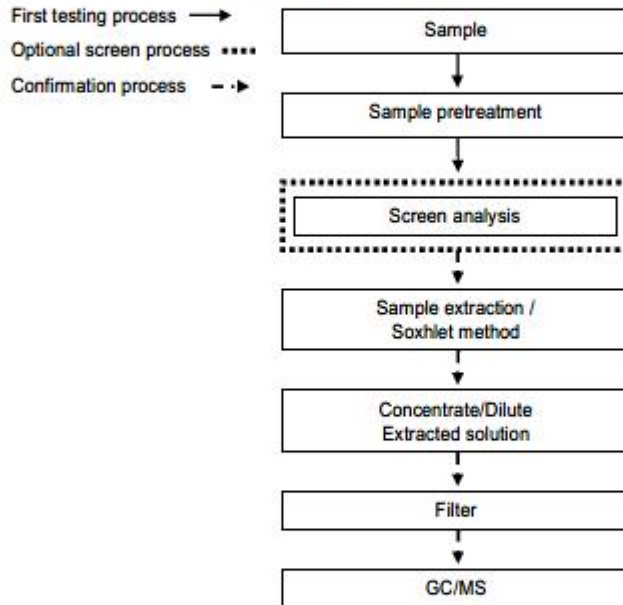 First testing process
Optional screen process
Confirmation process
Sample
Sample pretreatment
Screen analysis
Sample extraction /
Soxhlet method
Concentrate/Dilute
Extracted solution
Filter
GC/MS